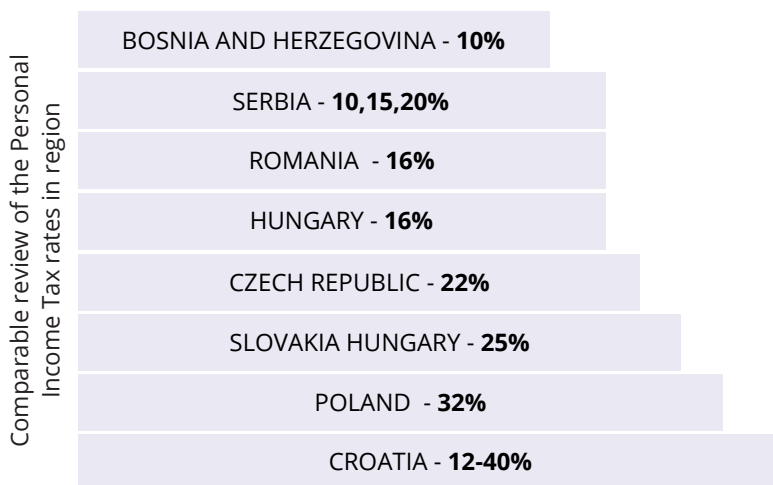 Comparable review of the Personal
Income Tax rates in region
BOSNIA AND HERZEGOVINA - 10%
SERBIA - 10,15,20%
ROMANIA - 16%
HUNGARY - 16%
CZECH REPUBLIC - 22%
SLOVAKIA HUNGARY - 25%
POLAND - 32%
CROATIA - 12-40%